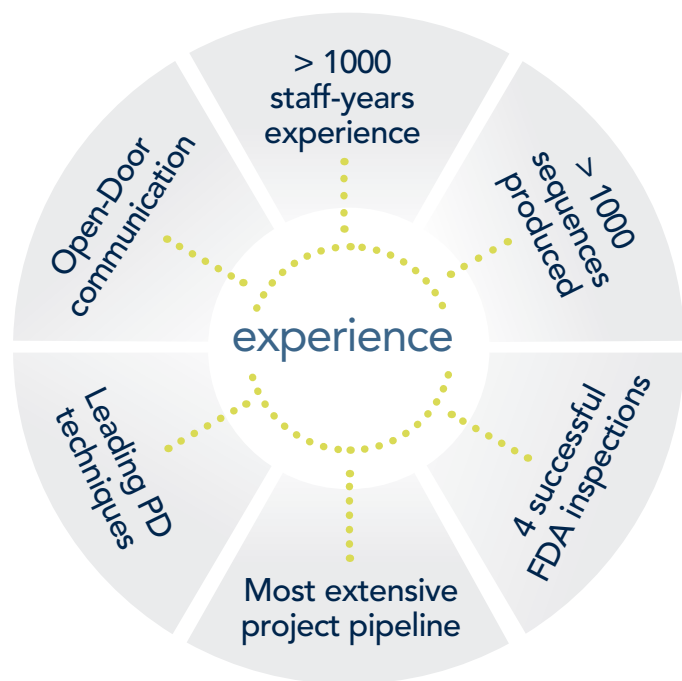 > 1000
staff-years
experience
> 1000
sequences
produced
4 successful
FDA inspections
Most extensive
project pipeline
Leading PD
techniques
Open-Door
communication
experience